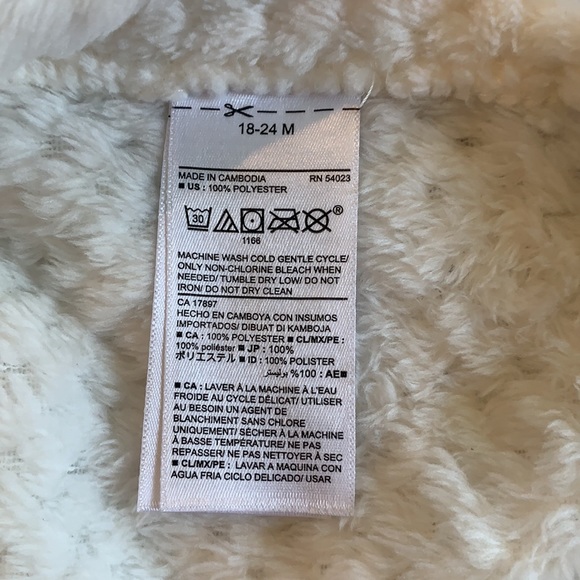 18-24 M
MADE IN CAMBODIA RN 54023
■ US : 100% POLYESTER
30
®
1166
MACHINE WASH COLD GENTLE CYCLE/
ONLY NON-CHLORINE BLEACH WHEN
NEEDED/ TUMBLE DRY LOW/ DO NOT
IRON/ DO NOT DRY CLEAN
CA 17897
HECHO EN CAMBOYA CON INSUMOS
IMPORTADOS/ DIBUAT DI KAMBOJA
■ CA : 100% POLYESTER ■ CL/MX/PE :
100% poliéster ■ JP : 100%
ポリエステル ■ ID : 100% POLISTER
■AE : 100% بوليستر
■ CA : LAVER À LA MACHINE À L'EAU
FROIDE AU CYCLE DÉLICAT/ UTILISER
AU BESOIN UN AGENT DE
BLANCHIMENT SANS CHLORE
UNIQUEMENT/ SÉCHER À LA MACHINE
À BASSE TEMPÉRATURE/ NE PAS
REPASSER/ NE PAS NETTOYER À SEC
■ CL/MX/PE : LAVAR A MAQUINA CON
AGUA FRIA CICLO DELICADO/ USAR